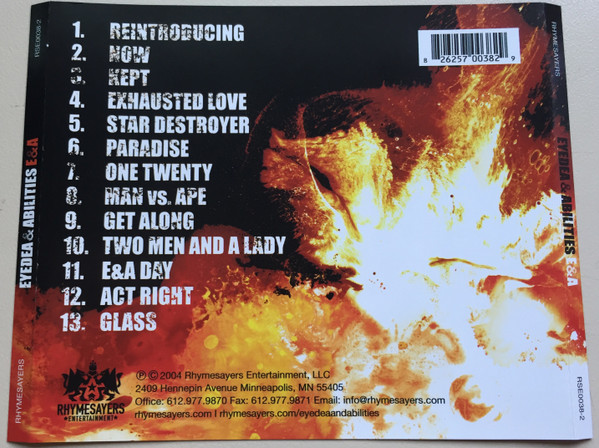 1. REINTRODUCING
2. NOW
3. KEPT
4. EXHAUSTED LOVE
5. STAR DESTROYER
6. PARADISE
7. ONE TWENTY
8. MAN vs. APE
9. GET ALONG
10. TWO MEN AND A LADY
11. E&A DAY
12. ACT RIGHT
13. GLASS
8 26257 00382 9
RHYMESAYERS
ENTERTAINMENT
℗ © 2004 Rhymesayers Entertainment, LLC
2409 Hennepin Avenue Minneapolis, MN 55405
Office: 612.977.9870 Fax: 612.977.9871 Email: info@rhymesayers.com
rhymesayers.com I rhymesayers.com/eyedeaandabilities
RHYMESAYERS
EYEDEA & ABILITIES E&A
RSE0038-2
RHYMESAYERS
EYEDEA & ABILITIES E&A
RSE0038-2